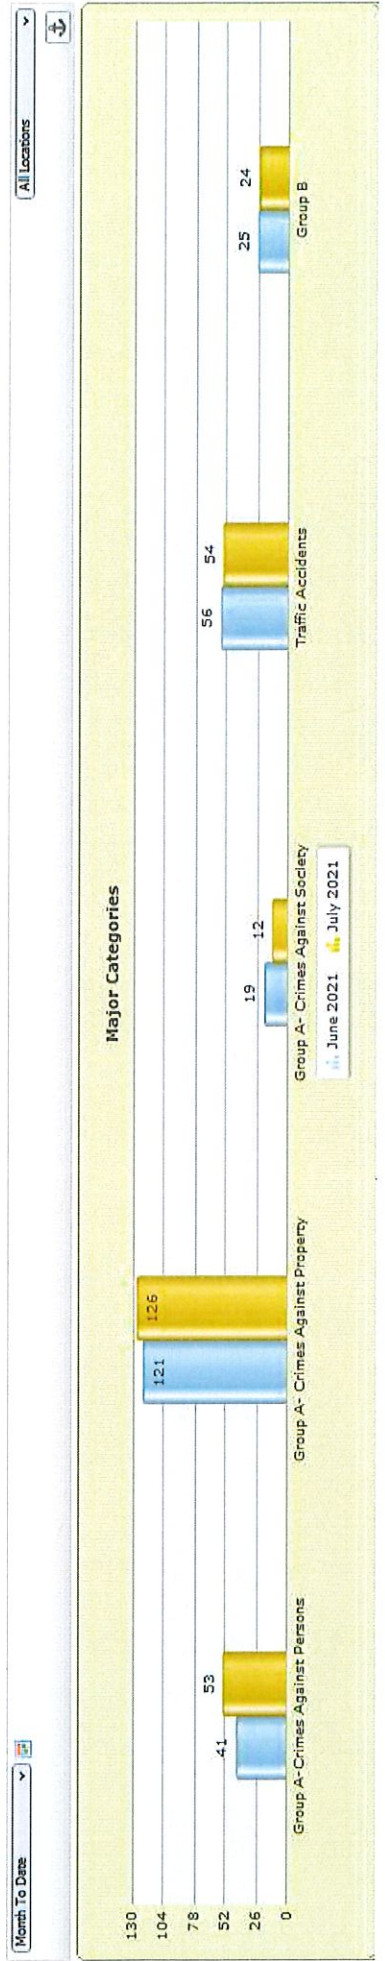 Month To Date
All Locations
Major Categories
130
104
78
52
26
0
41
53
121
126
19
12
56
54
25
24
Group A-Crimes Against Persons
Group A- Crimes Against Property
Group A- Crimes Against Society
Traffic Accidents
Group B
June 2021 July 2021